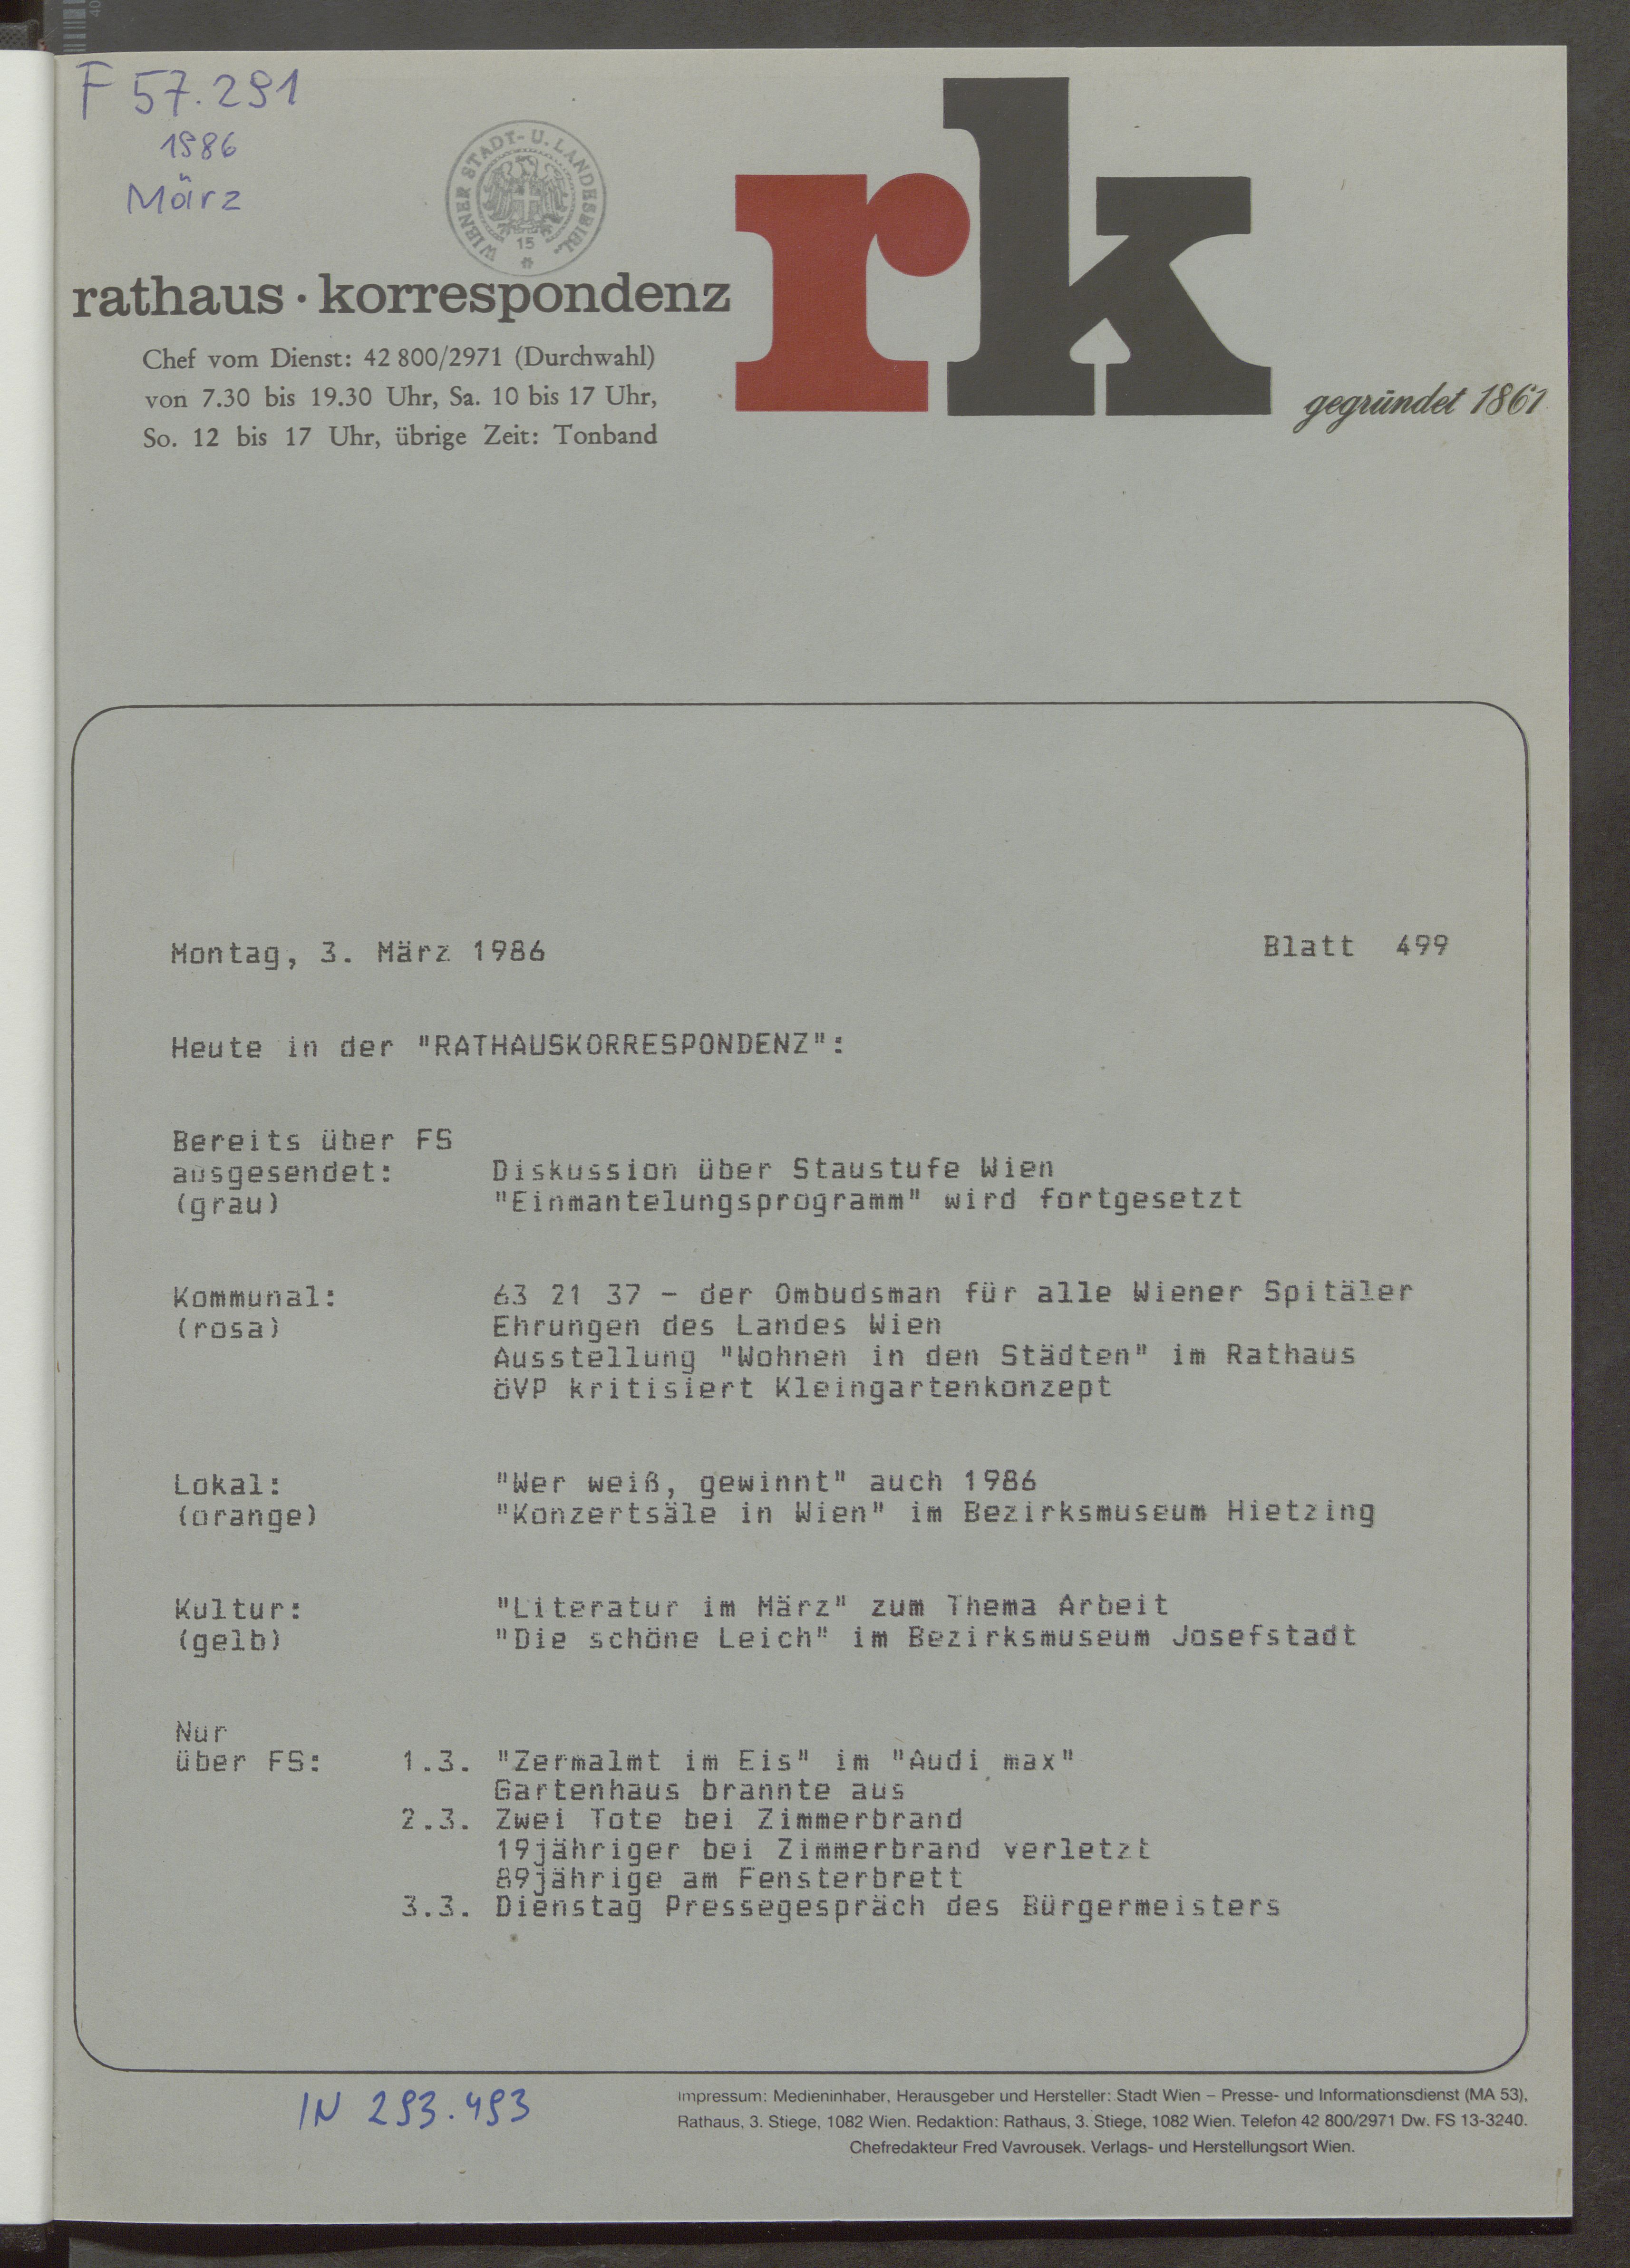 F 57.291
1986
März
WIENER STADT- U. LANDESBIBL.
15
rk
rathaus · korrespondenz
gegründet 1861
Chef vom Dienst: 42 800/2971 (Durchwahl)
von 7.30 bis 19.30 Uhr, Sa. 10 bis 17 Uhr,
So. 12 bis 17 Uhr, übrige Zeit: Tonband
Montag, 3. März 1986 Blatt 499
Heute in der "RATHAUSKORRESPONDENZ":
Bereits über FS
ausgesendet: Diskussion über Staustufe Wien
(grau) "Einmantelungsprogramm" wird fortgesetzt
Kommunal: 63 21 37 - der Ombudsman für alle Wiener Spitäler
(rosa) Ehrungen des Landes Wien
Ausstellung "Wohnen in den Städten" im Rathaus
ÖVP kritisiert Kleingartenkonzept
Lokal: "Wer weiß, gewinnt" auch 1986
(orange) "Konzertsäle in Wien" im Bezirksmuseum Hietzing
Kultur: "Literatur im März" zum Thema Arbeit
(gelb) "Die schöne Leich" im Bezirksmuseum Josefstadt
Nur
über FS: 1.3. "Zermalmt im Eis" im "Audi max"
Gartenhaus brannte aus
2.3. Zwei Tote bei Zimmerbrand
19jähriger bei Zimmerbrand verletzt
89jährige am Fensterbrett
3.3. Dienstag Pressegespräch des Bürgermeisters
IN 293.493
Impressum: Medieninhaber, Herausgeber und Hersteller: Stadt Wien – Presse- und Informationsdienst (MA 53),
Rathaus, 3. Stiege, 1082 Wien. Redaktion: Rathaus, 3. Stiege, 1082 Wien. Telefon 42 800/2971 Dw. FS 13-3240.
Chefredakteur Fred Vavrousek. Verlags- und Herstellungsort Wien.